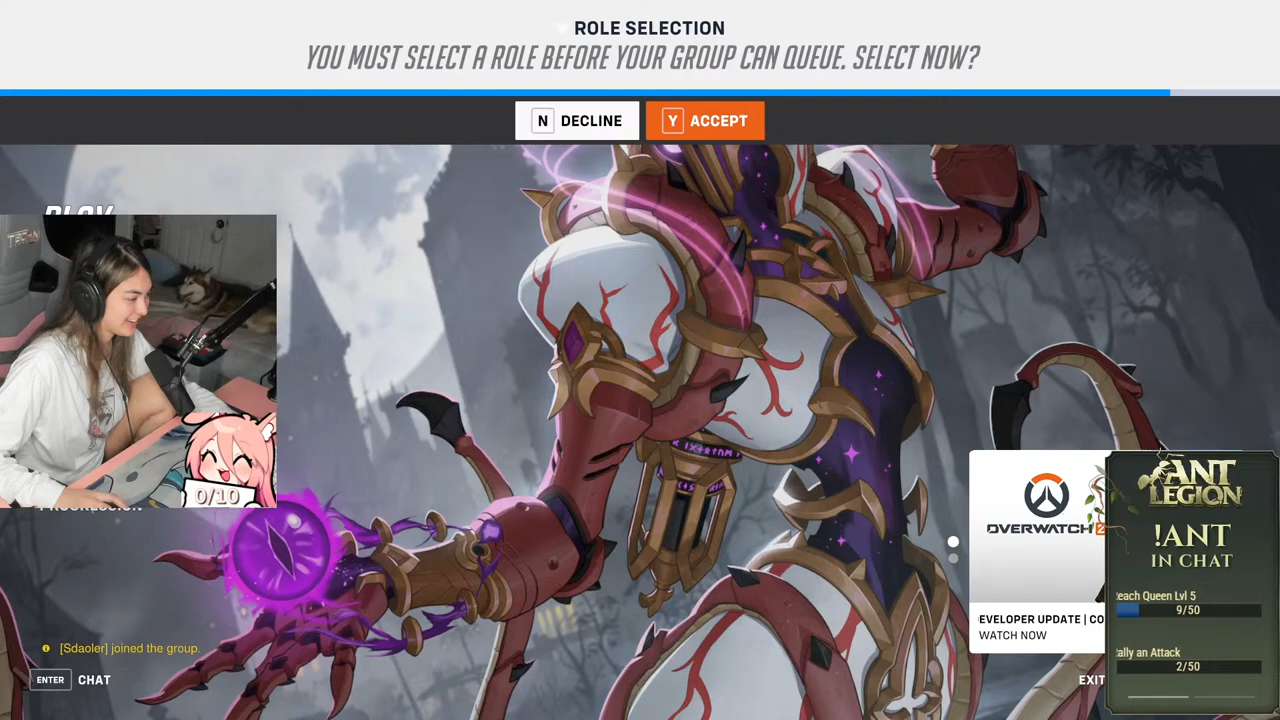 ROLE SELECTION
YOU MUST SELECT A ROLE BEFORE YOUR GROUP CAN QUEUE. SELECT NOW?
N DECLINE
Y ACCEPT
PLAY
0/10
OVERWATCH 2
EVELOPER UPDATE | CO
WATCH NOW
ANT
LEGION
!ANT
IN CHAT
each Queen Lvl 5
9/50
ally an Attack
2/50
[Sdaoler] joined the group.
ENTER CHAT
EXIT